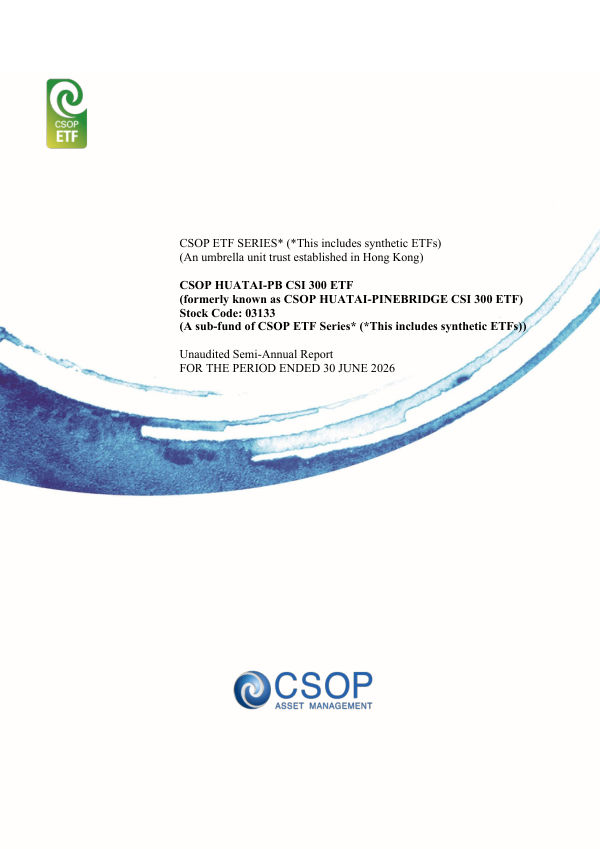 CSOP
ETF
CSOP ETF SERIES* (*This includes synthetic ETFs)
(An umbrella unit trust established in Hong Kong)
CSOP HUATAI-PB CSI 300 ETF
(formerly known as CSOP HUATAI-PINEBRIDGE CSI 300 ETF)
Stock Code: 03133
(A sub-fund of CSOP ETF Series* (*This includes synthetic ETFs))
Unaudited Semi-Annual Report
FOR THE PERIOD ENDED 30 JUNE 2026
CSOP
ASSET MANAGEMENT